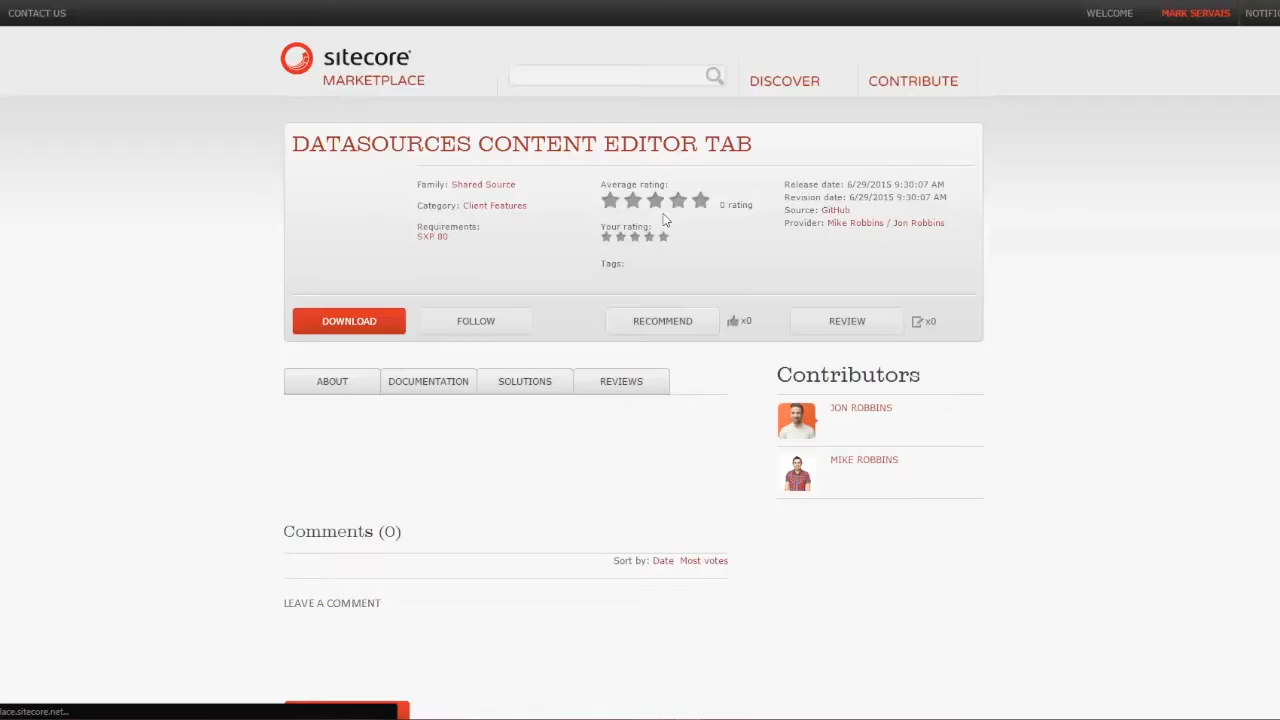 CONTACT US
WELCOME MARK SERVAIS NOTIFIC
sitecore
MARKETPLACE
DISCOVER
CONTRIBUTE
DATASOURCES CONTENT EDITOR TAB
Family: Shared Source
Category: Client Features
Requirements:
SXP 80
Average rating:
0 rating
Your rating:
Tags:
Release date: 6/29/2015 9:30:07 AM
Revision date: 6/29/2015 9:30:07 AM
Source: GitHub
Provider: Mike Robbins / Jon Robbins
DOWNLOAD
FOLLOW
RECOMMEND
x0
REVIEW
x0
ABOUT
DOCUMENTATION
SOLUTIONS
REVIEWS
Contributors
JON ROBBINS
MIKE ROBBINS
Comments (0)
Sort by: Date Most votes
LEAVE A COMMENT
lace.sitecore.net...